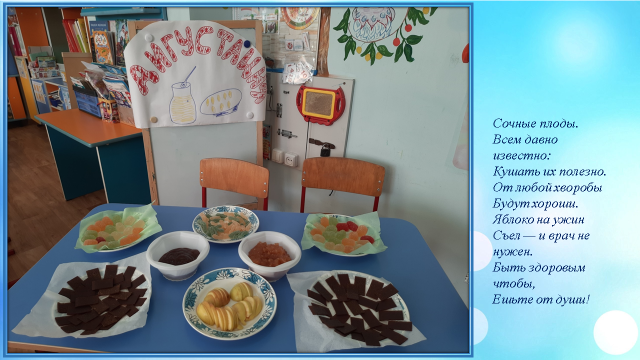 ДИГУСТАЦИЯ
Сочные плоды.
Всем давно
известно:
Кушать их полезно.
От любой хворобы
Будут хороши.
Яблоко на ужин
Съел — и врач не
нужен.
Быть здоровым
чтобы,
Ешьте от души!